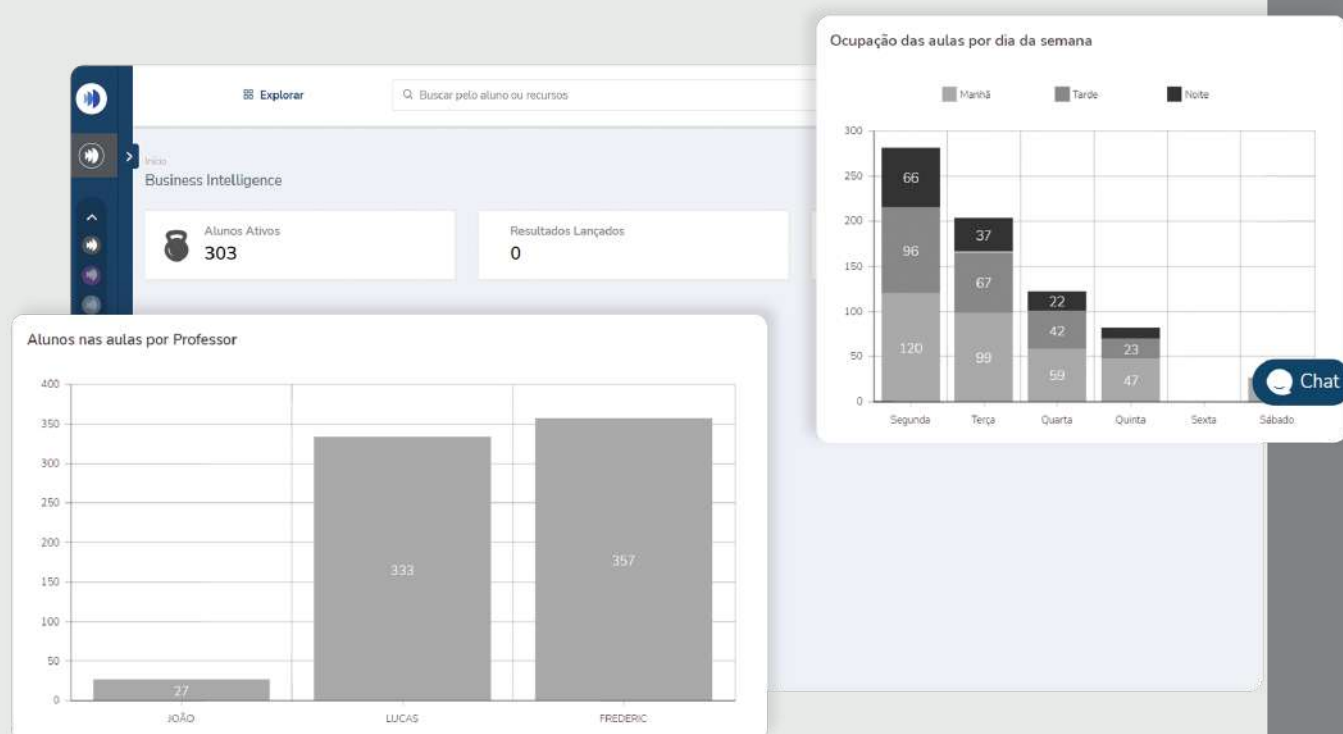 Explorar
Buscar pelo aluno ou recursos
Início
Business Intelligence
Alunos Ativos
303
Resultados Lançados
0
Ocupação das aulas por dia da semana
Manhã Tarde Noite
300
250
200
150
100
50
0
66
96
120
37
67
99
22
42
59
23
47
Segunda Terça Quarta Quinta Sexta Sábado
Chat
Alunos nas aulas por Professor
400
350
300
250
200
150
100
50
0
27
333
357
JOÃO LUCAS FREDERIC